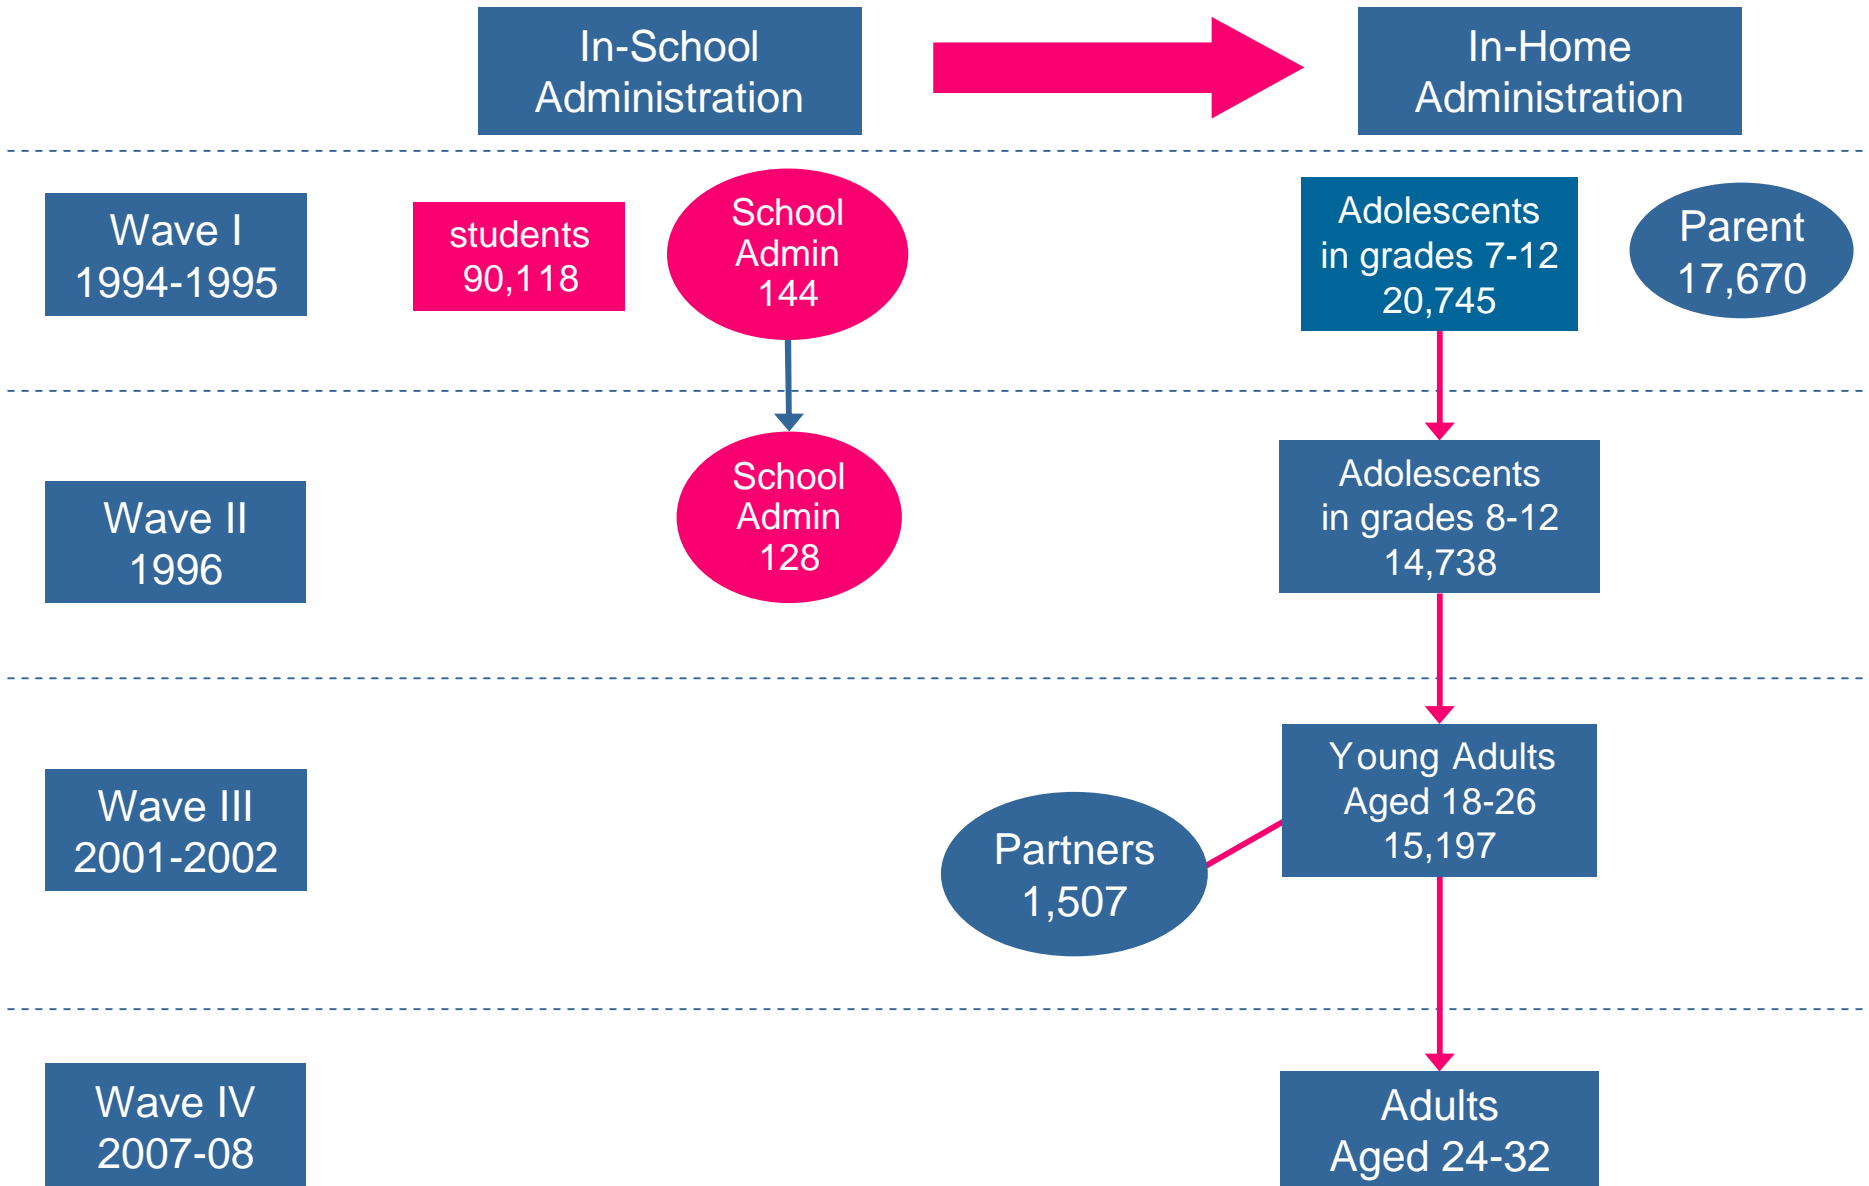 In-School
Administration
In-Home
Administration
Wave I
1994-1995
students
90,118
School
Admin
144
Adolescents
in grades 7-12
20,745
Parent
17,670
Wave II
1996
School
Admin
128
Adolescents
in grades 8-12
14,738
Wave III
2001-2002
Partners
1,507
Young Adults
Aged 18-26
15,197
Wave IV
2007-08
Adults
Aged 24-32